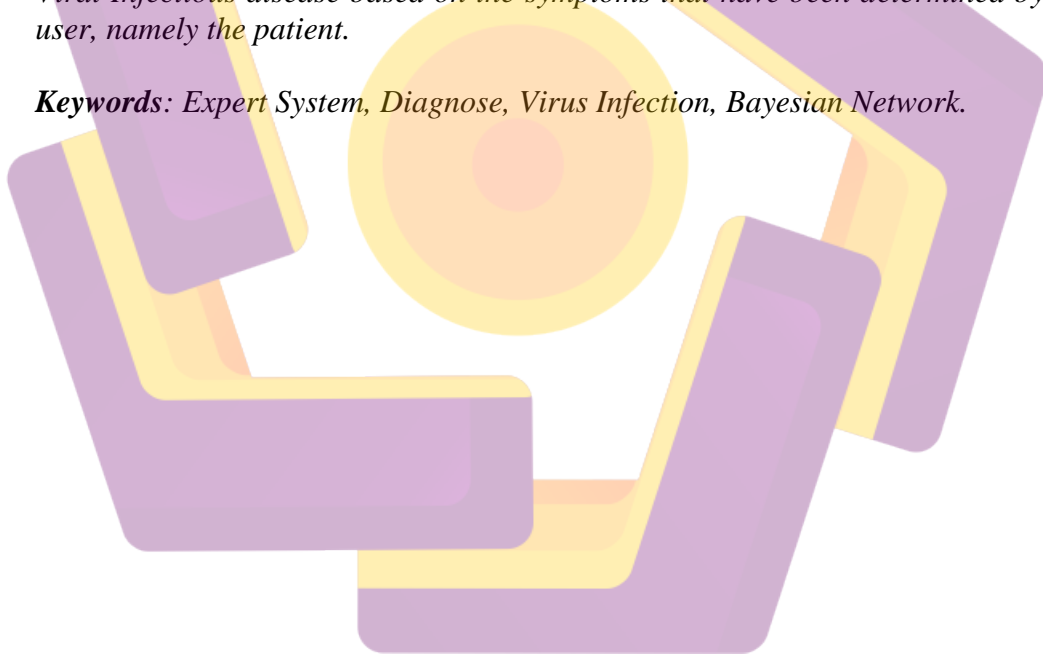 Viral Infectious disease based on the symptoms that have been determined by
user, namely the patient.
Keywords: Expert System, Diagnose, Virus Infection, Bayesian Network.